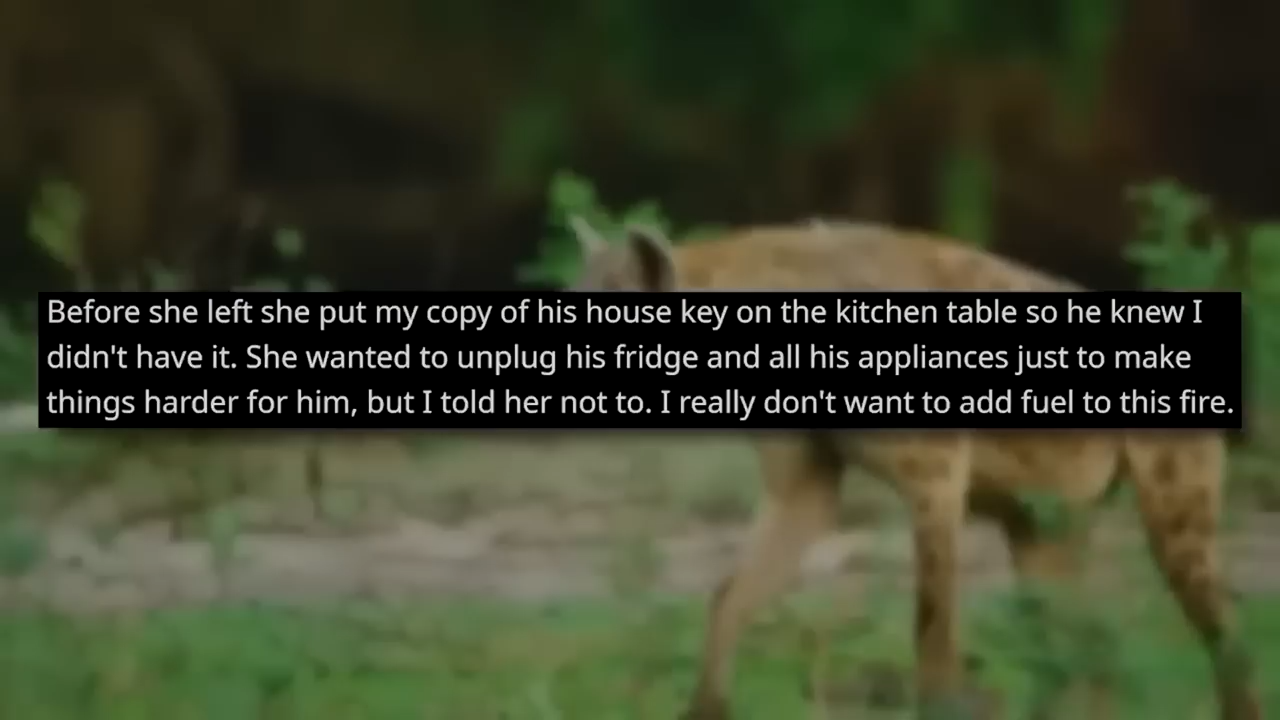 Before she left she put my copy of his house key on the kitchen table so he knew I
didn't have it. She wanted to unplug his fridge and all his appliances just to make
things harder for him, but I told her not to. I really don't want to add fuel to this fire.